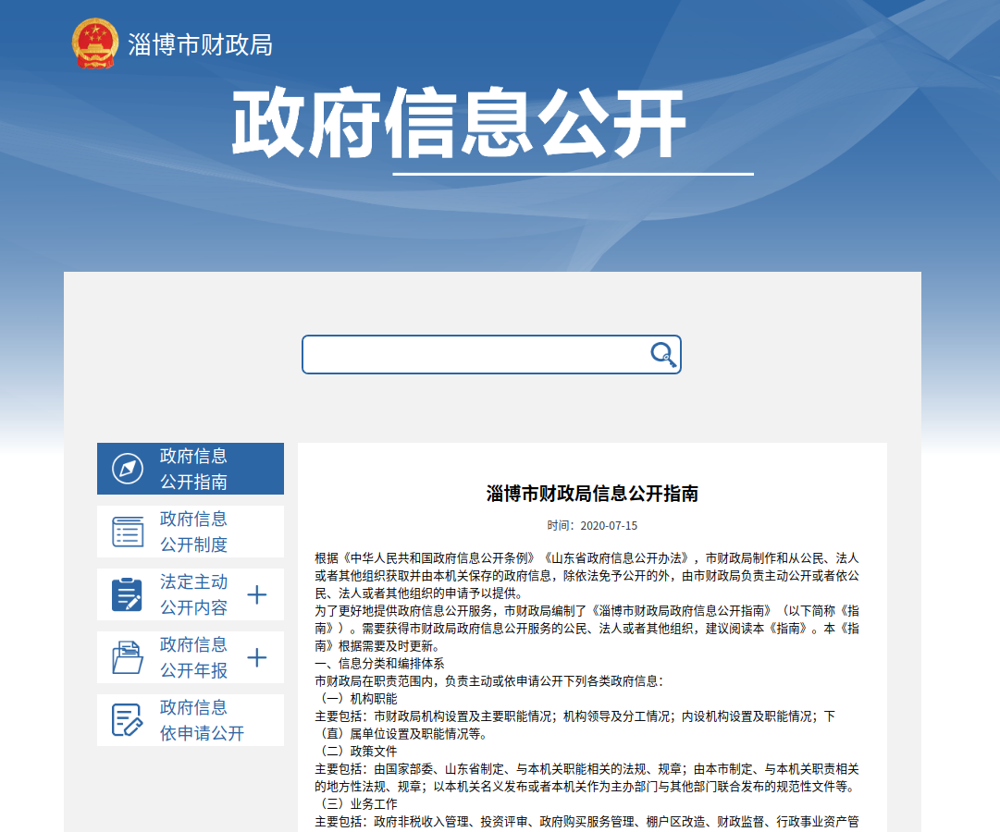 淄博市财政局
政府信息公开
政府信息
公开指南
政府信息
公开制度
法定主动
公开内容
政府信息
公开年报
政府信息
依申请公开
淄博市财政局信息公开指南
时间：2020-07-15
根据《中华人民共和国政府信息公开条例》《山东省政府信息公开办法》，市财政局制作和从公民、法人
或者其他组织获取并由本机关保存的政府信息，除依法免予公开的外，由市财政局负责主动公开或者依公
民、法人或者其他组织的申请予以提供。
为了更好地提供政府信息公开服务，市财政局编制了《淄博市财政局政府信息公开指南》（以下简称《指
南》）。需要获得市财政局政府信息公开服务的公民、法人或者其他组织，建议阅读本《指南》。本《指
南》根据需要及时更新。
一、信息分类和编排体系
市财政局在职责范围内，负责主动或依申请公开下列各类政府信息：
（一）机构职能
主要包括：市财政局机构设置及主要职能情况；机构领导及分工情况；内设机构设置及职能情况；下
（直）属单位设置及职能情况等。
（二）政策文件
主要包括：由国家部委、山东省制定、与本机关职能相关的法规、规章；由本市制定、与本机关职责相关
的地方性法规、规章；以本机关名义发布或者本机关作为主办部门与其他部门联合发布的规范性文件等。
（三）业务工作
主要包括：政府非税收入管理、投资评审、政府购买服务管理、棚户区改造、财政监督、行政事业资产管